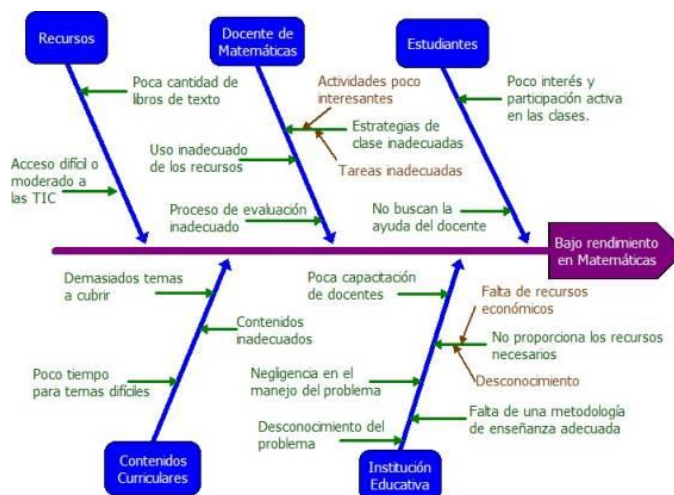 Recursos
Docente de
Matemáticas
Estudiantes
Poca cantidad de
libros de texto
Acceso difícil o
moderado a
las TIC
Actividades poco
interesantes
Estrategias de
clase inadecuadas
Tareas inadecuadas
Uso inadecuado
de los recursos
Proceso de evaluación
inadecuado
Poco interés y
participación activa
en las clases.
No buscan la
ayuda del docente
Bajo rendimiento
en Matemáticas
Demasiados temas
a cubrir
Contenidos
inadecuados
Poco tiempo
para temas difíciles
Contenidos
Curriculares
Poca capacitación
de docentes
Falta de recursos
económicos
No proporciona los recursos
necesarios
Desconocimiento
Negligencia en el
manejo del problema
Falta de una metodología
de enseñanza adecuada
Desconocimiento del
problema
Institución
Educativa